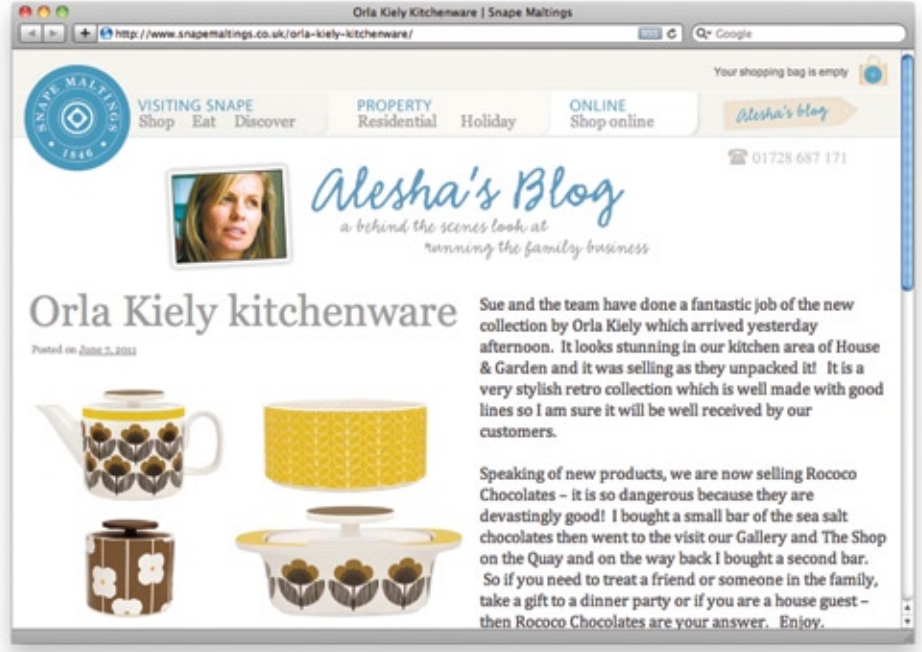 Orla Kiely Kitchenware | Snape Maltings
http://www.snapemaltings.co.uk/orla-kiely-kitchenware/
RSS
Google
Your shopping bag is empty
SNAPE MALTINGS
1846
VISITING SNAPE
Shop Eat Discover
PROPERTY
Residential Holiday
ONLINE
Shop online
Alesha's blog
01728 687 171
Alesha's Blog
a behind the scenes look at
running the family business
Orla Kiely kitchenware
Posted on June 7, 2011
Sue and the team have done a fantastic job of the new
collection by Orla Kiely which arrived yesterday
afternoon. It looks stunning in our kitchen area of House
& Garden and it was selling as they unpacked it! It is a
very stylish retro collection which is well made with good
lines so I am sure it will be well received by our
customers.
Speaking of new products, we are now selling Rococo
Chocolates – it is so dangerous because they are
devastingly good! I bought a small bar of the sea salt
chocolates then went to the visit our Gallery and The Shop
on the Quay and on the way back I bought a second bar.
So if you need to treat a friend or someone in the family,
take a gift to a dinner party or if you are a house guest –
then Rococo Chocolates are your answer. Enjoy.